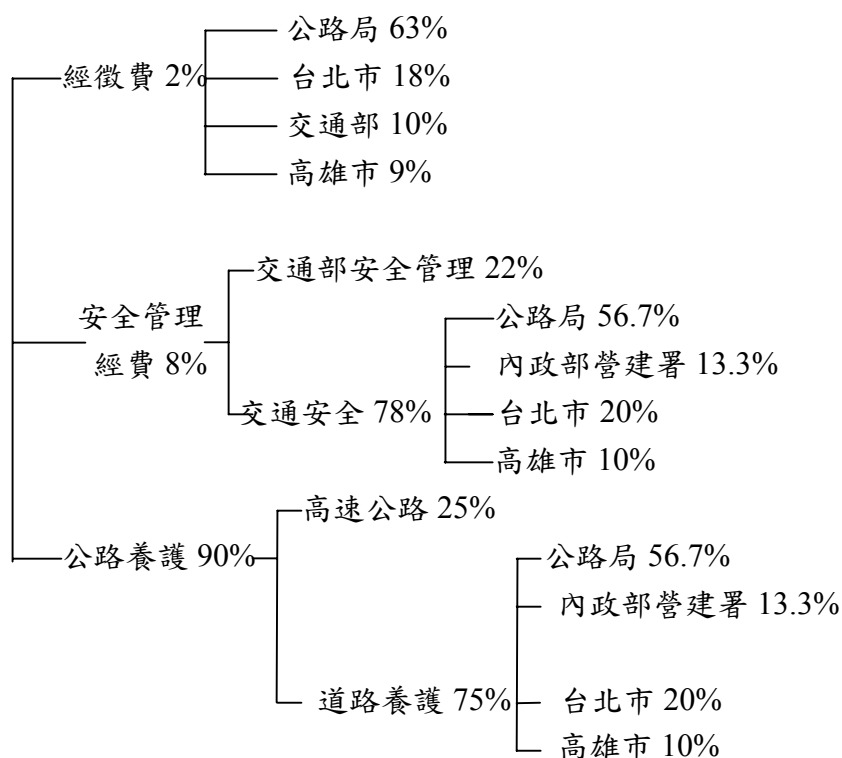 公路局 63%
經徵費 2%
台北市 18%
交通部 10%
高雄市 9%
交通部安全管理 22%
安全管理
經費 8%
公路局 56.7%
內政部營建署 13.3%
交通安全 78%
台北市 20%
高雄市 10%
高速公路 25%
公路養護 90%
公路局 56.7%
內政部營建署 13.3%
道路養護 75%
台北市 20%
高雄市 10%